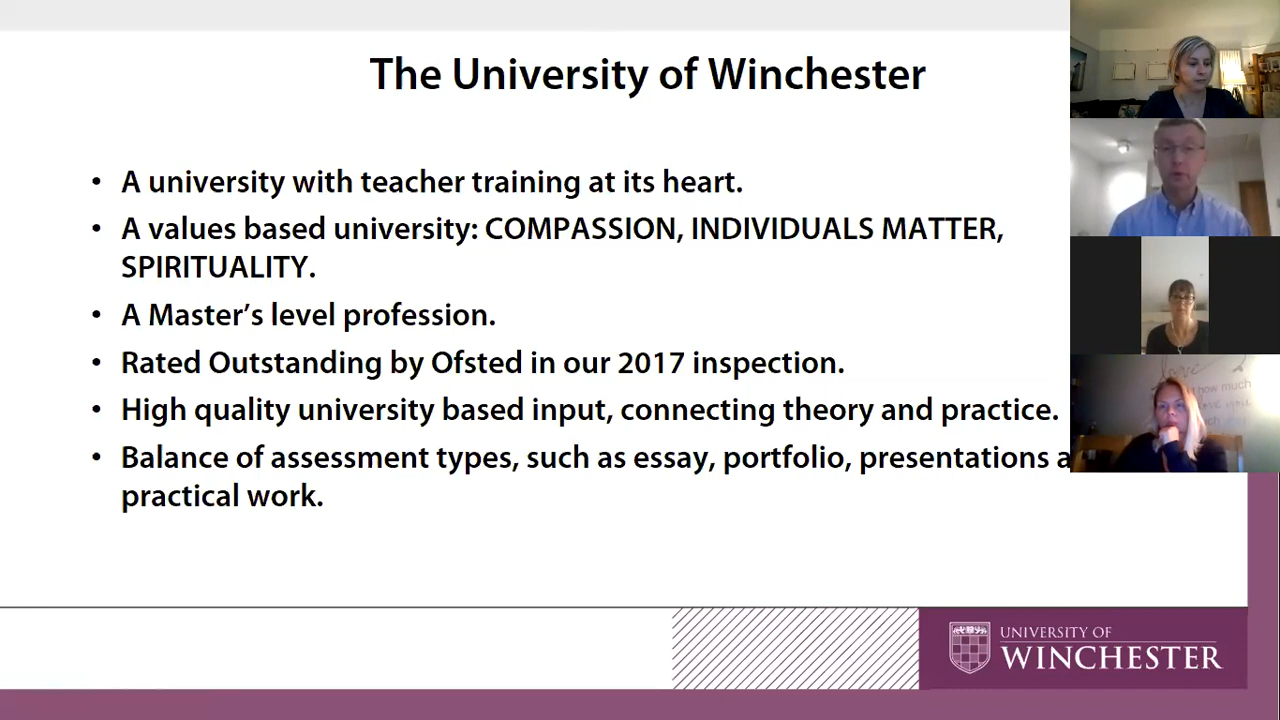 The University of Winchester
• A university with teacher training at its heart.
• A values based university: COMPASSION, INDIVIDUALS MATTER,
SPIRITUALITY.
• A Master's level profession.
• Rated Outstanding by Ofsted in our 2017 inspection.
• High quality university based input, connecting theory and practice.
• Balance of assessment types, such as essay, portfolio, presentations
practical work.
how much
UNIVERSITY OF
WINCHESTER